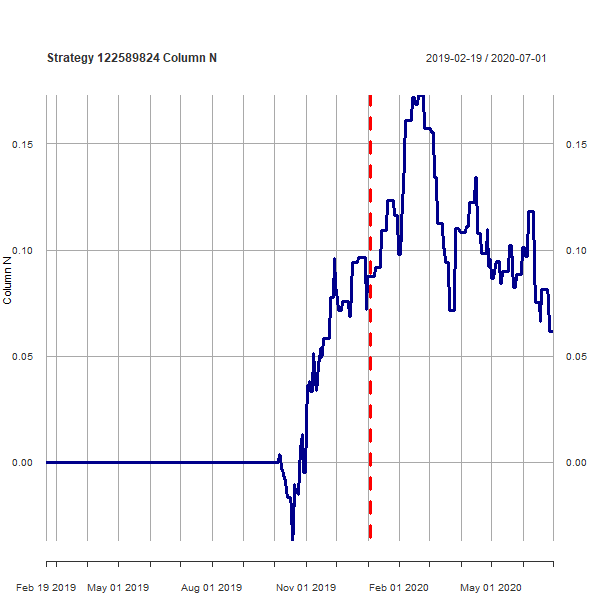 Strategy 122589824 Column N
2019-02-19 / 2020-07-01
0.15
0.15
0.10
0.10
Column N
0.05
0.05
0.00
0.00
Feb 19 2019
May 01 2019
Aug 01 2019
Nov 01 2019
Feb 01 2020
May 01 2020